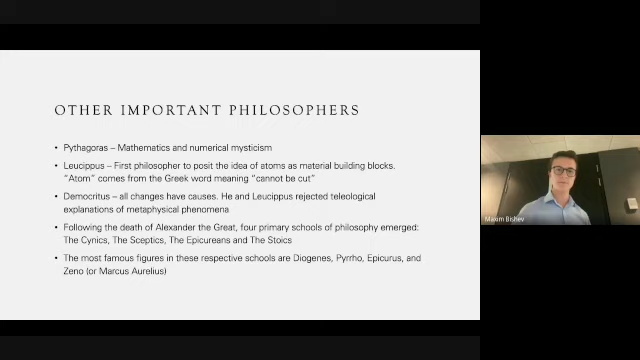 OTHER IMPORTANT PHILOSOPHERS
• Pythagoras – Mathematics and numerical mysticism
• Leucippus – First philosopher to posit the idea of atoms as material building blocks.
“Atom” comes from the Greek word meaning “cannot be cut”
• Democritus – all changes have causes. He and Leucippus rejected teleological
explanations of metaphysical phenomena
• Following the death of Alexander the Great, four primary schools of philosophy emerged:
The Cynics, The Sceptics, The Epicureans and The Stoics
• The most famous figures in these respective schools are Diogenes, Pyrrho, Epicurus, and
Zeno (or Marcus Aurelius)
Maxim Bishev